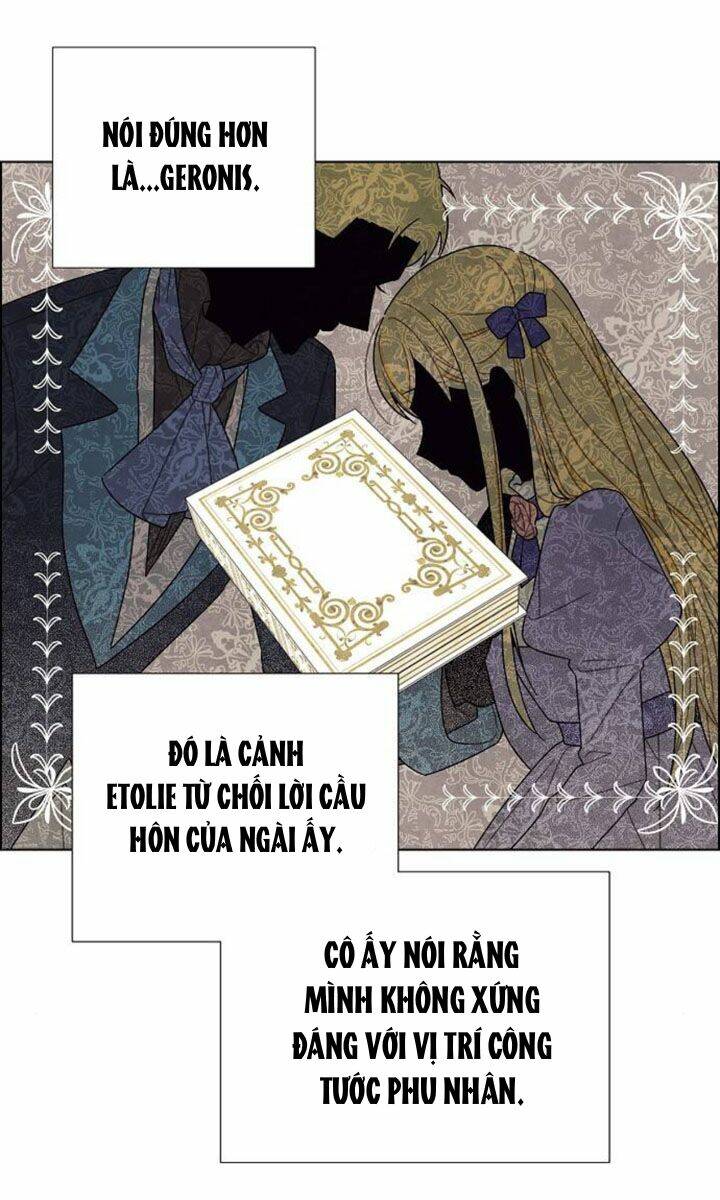 NÓI ĐÚNG HƠN
LÀ...GERONIS.
ĐÓ LÀ CẢNH
ETOLIE TỪ CHỐI LỜI CẦU
HÔN CỦA NGÀI ẤY.
CÔ ẤY NÓI RẰNG
MÌNH KHÔNG XỨNG
ĐÁNG VỚI VỊ TRÍ CÔNG
TƯỚC PHU NHÂN.